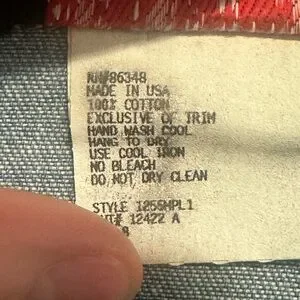 RN#86348
MADE IN USA
100% COTTON
EXCLUSIVE OF TRIM
HAND WASH COOL
HANG TO DRY
USE COOL IRON
NO BLEACH
DO NOT DRY CLEAN
STYLE 1255MPL1
12422 A